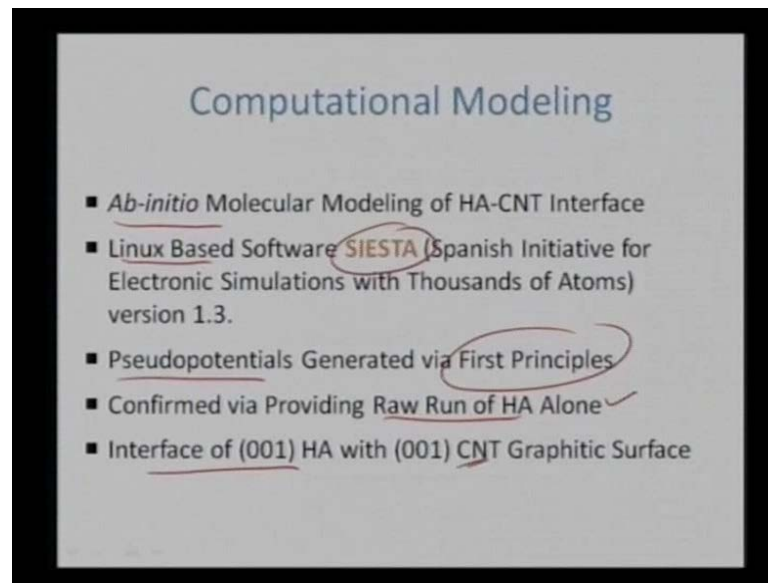 Computational Modeling
▪ Ab-initio Molecular Modeling of HA-CNT Interface
▪ Linux Based Software SIESTA (Spanish Initiative for
Electronic Simulations with Thousands of Atoms)
version 1.3.
▪ Pseudopotentials Generated via First Principles
▪ Confirmed via Providing Raw Run of HA Alone
▪ Interface of (001) HA with (001) CNT Graphitic Surface